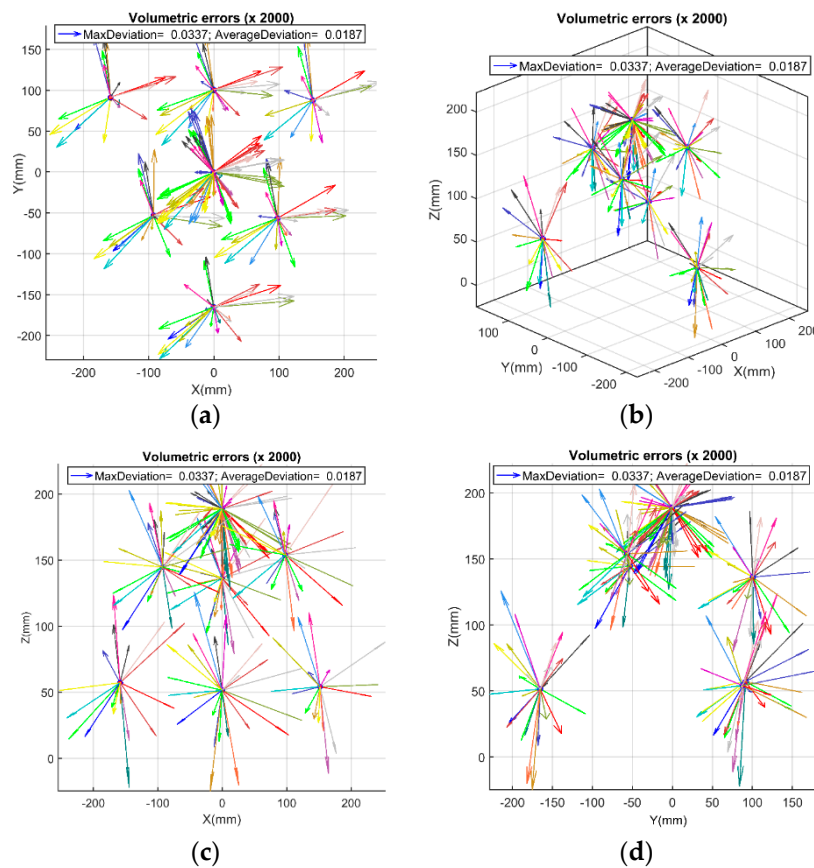 Volumetric errors (x 2000)
MaxDeviation= 0.0337; AverageDeviation= 0.0187
150
100
50
0
-50
-100
-150
-200
Y(mm)
-200 -100 0 100 200
X(mm)
(a)
Volumetric errors (x 2000)
MaxDeviation= 0.0337; AverageDeviation= 0.0187
200
150
100
50
0
Z(mm)
100
0
-100
-200
Y(mm)
-200
-100
0
100
200
X(mm)
(b)
Volumetric errors (x 2000)
MaxDeviation= 0.0337; AverageDeviation= 0.0187
200
150
100
50
0
Z(mm)
-200 -100 0 100 200
X(mm)
(c)
Volumetric errors (x 2000)
MaxDeviation= 0.0337; AverageDeviation= 0.0187
200
150
100
50
0
Z(mm)
-200 -150 -100 -50 0 50 100 150
Y(mm)
(d)